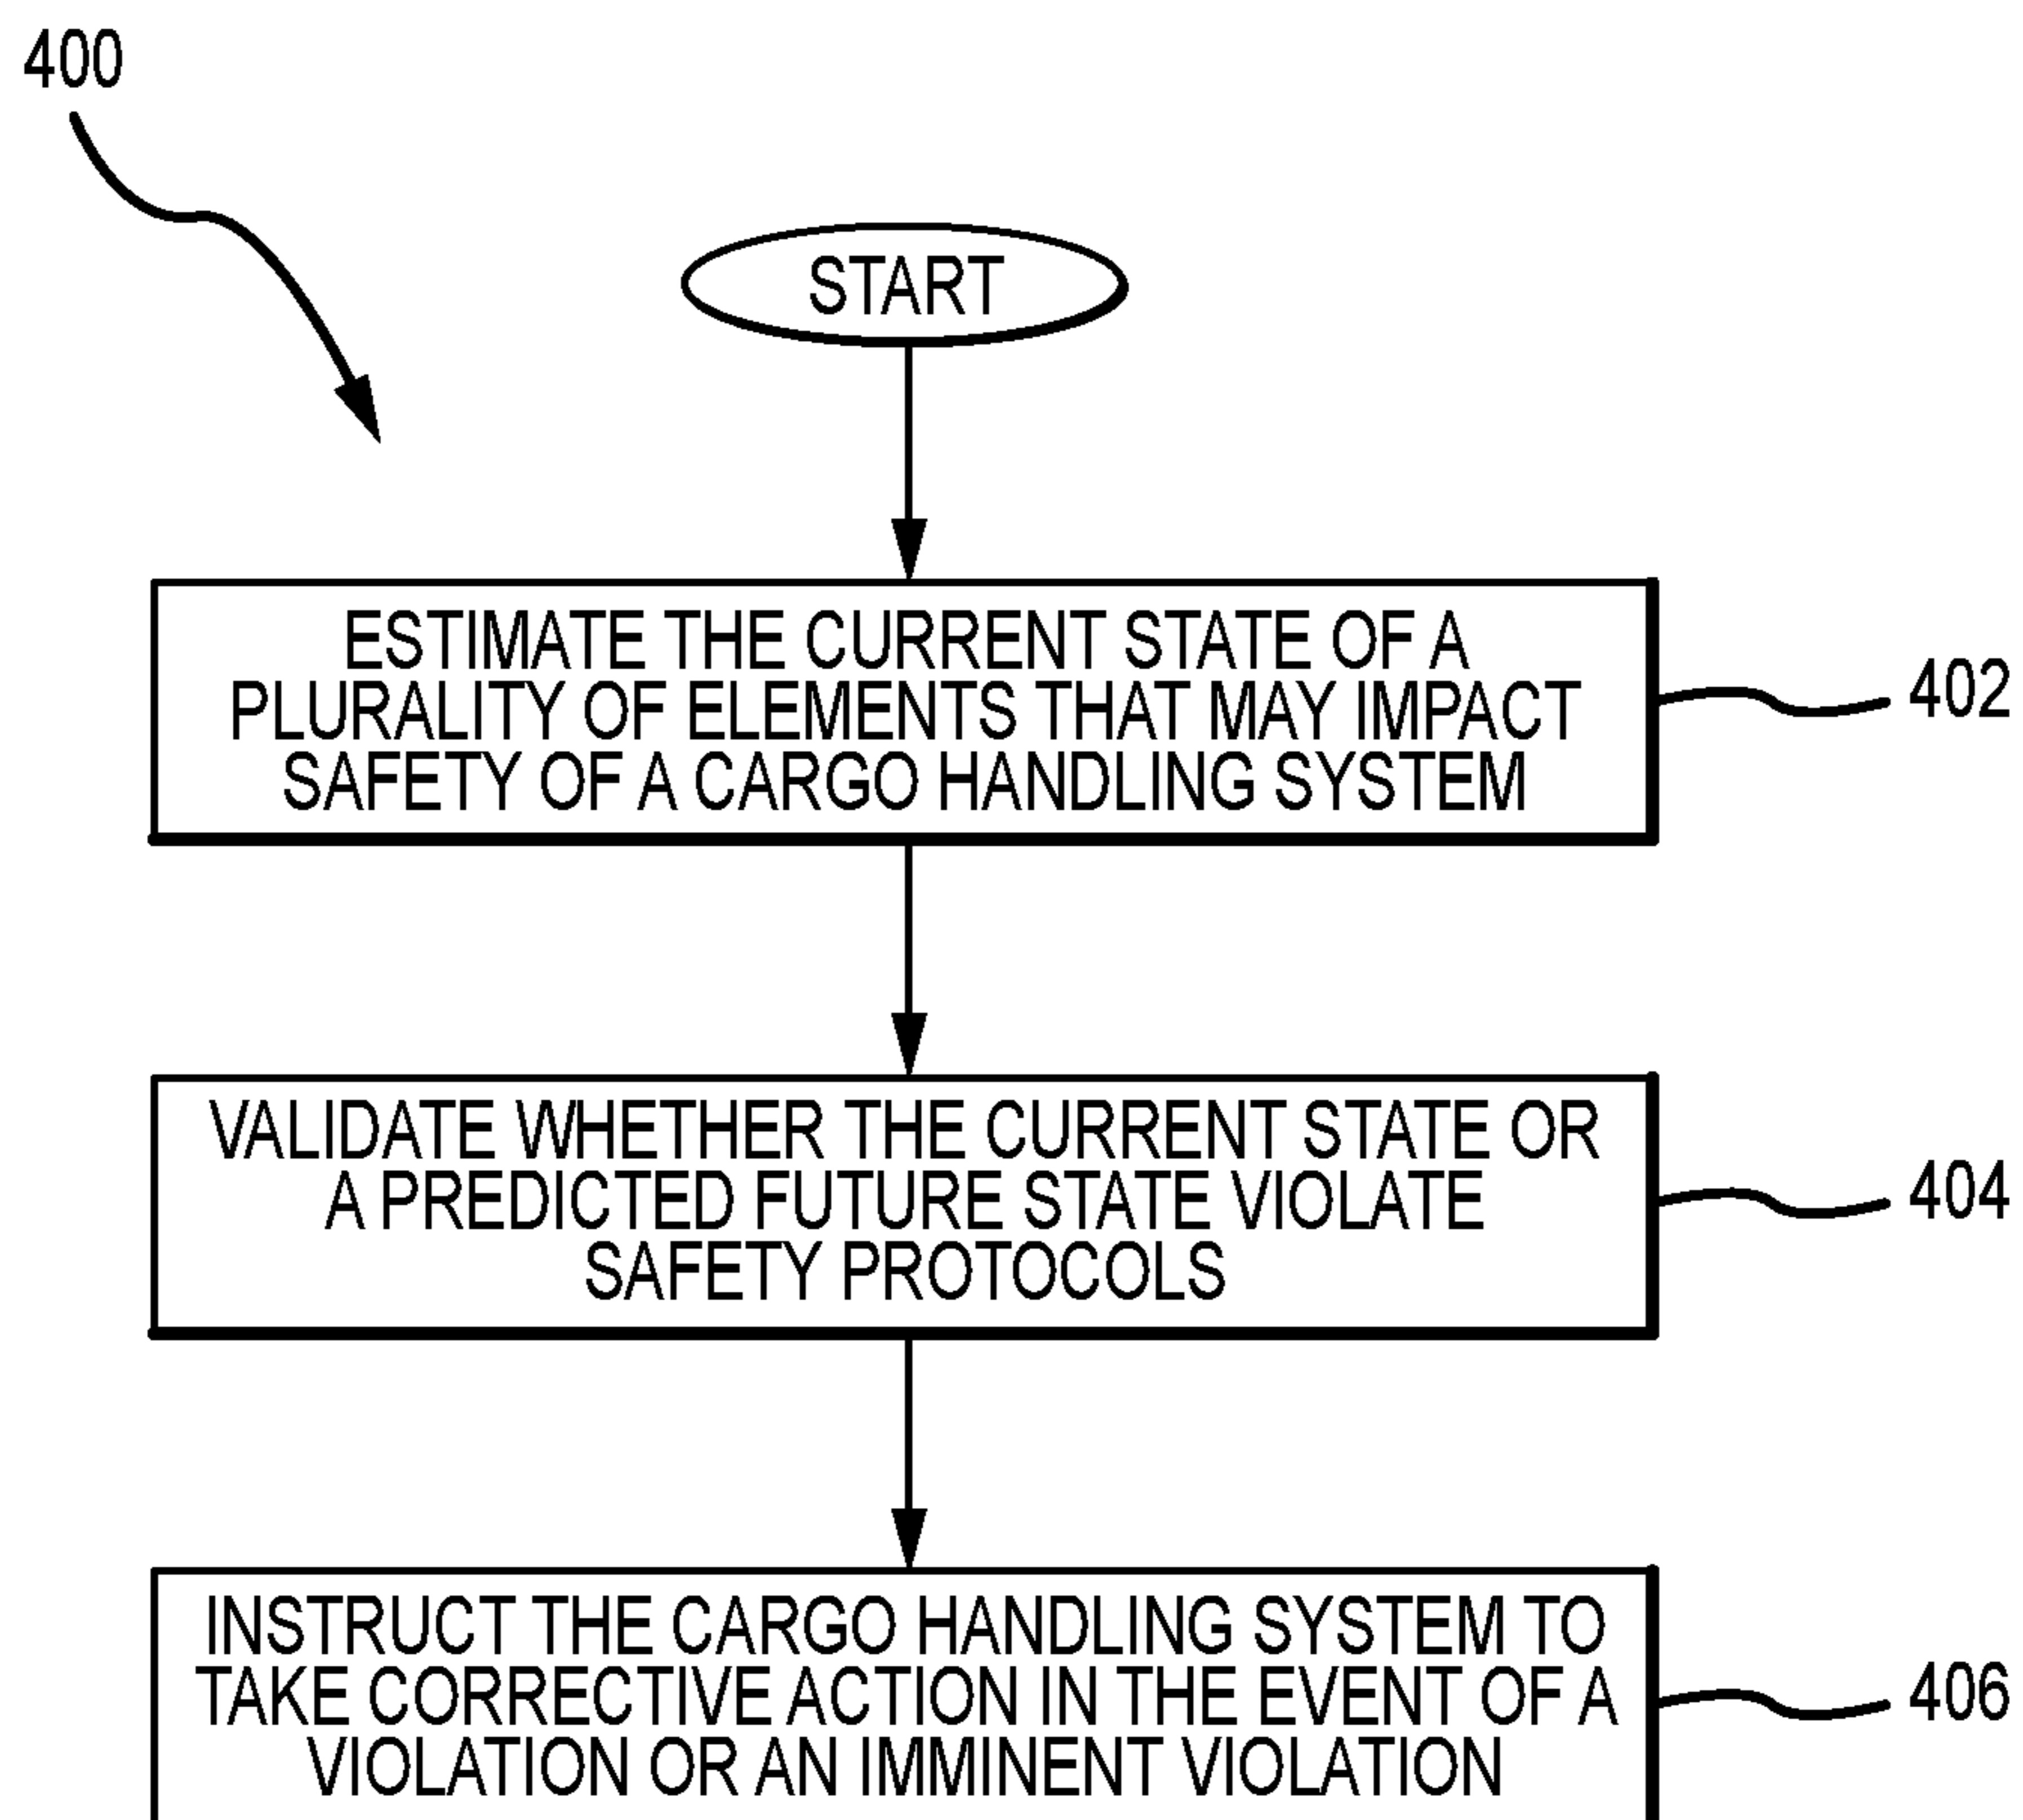 400
START
ESTIMATE THE CURRENT STATE OF A
PLURALITY OF ELEMENTS THAT MAY IMPACT
SAFETY OF A CARGO HANDLING SYSTEM
402
VALIDATE WHETHER THE CURRENT STATE OR
A PREDICTED FUTURE STATE VIOLATE
SAFETY PROTOCOLS
404
INSTRUCT THE CARGO HANDLING SYSTEM TO
TAKE CORRECTIVE ACTION IN THE EVENT OF A
VIOLATION OR AN IMMINENT VIOLATION
406